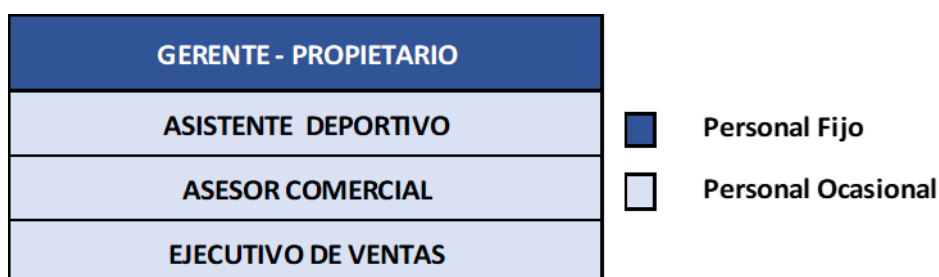 GERENTE - PROPIETARIO
ASISTENTE DEPORTIVO
ASESOR COMERCIAL
EJECUTIVO DE VENTAS
Personal Fijo
Personal Ocasional